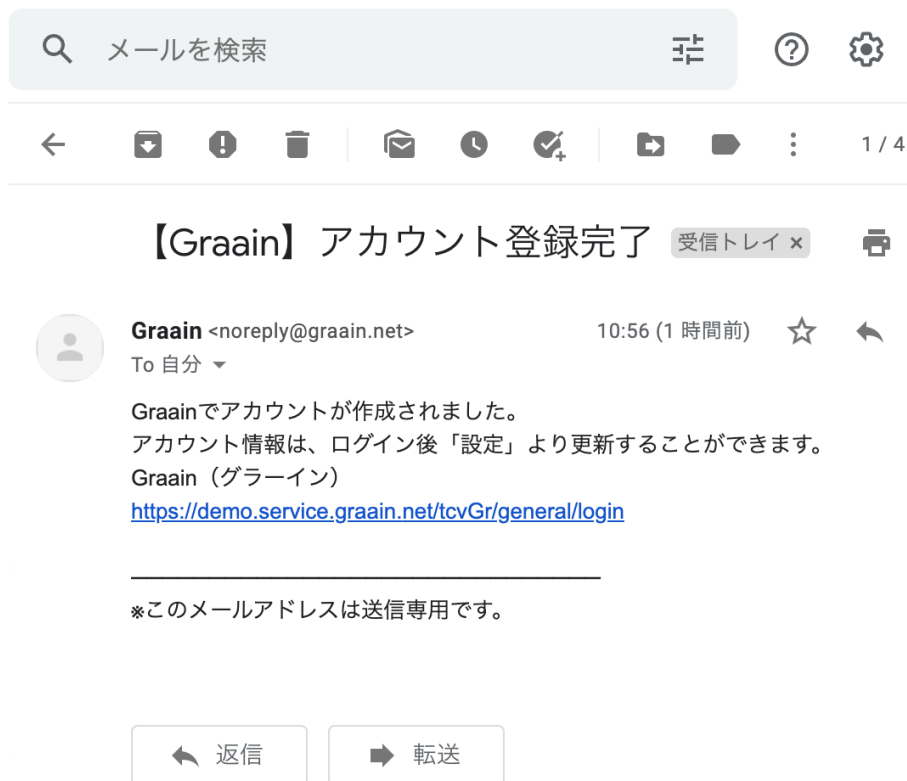 メールを検索
1 / 4
【Graain】アカウント登録完了 受信トレイ ×
Graain <noreply@graain.net> 10:56 (1 時間前)
To 自分
Graainでアカウントが作成されました。
アカウント情報は、ログイン後「設定」より更新することができます。
Graain（グラーイン）
https://demo.service.graain.net/tcvGr/general/login
※このメールアドレスは送信専用です。
返信 転送